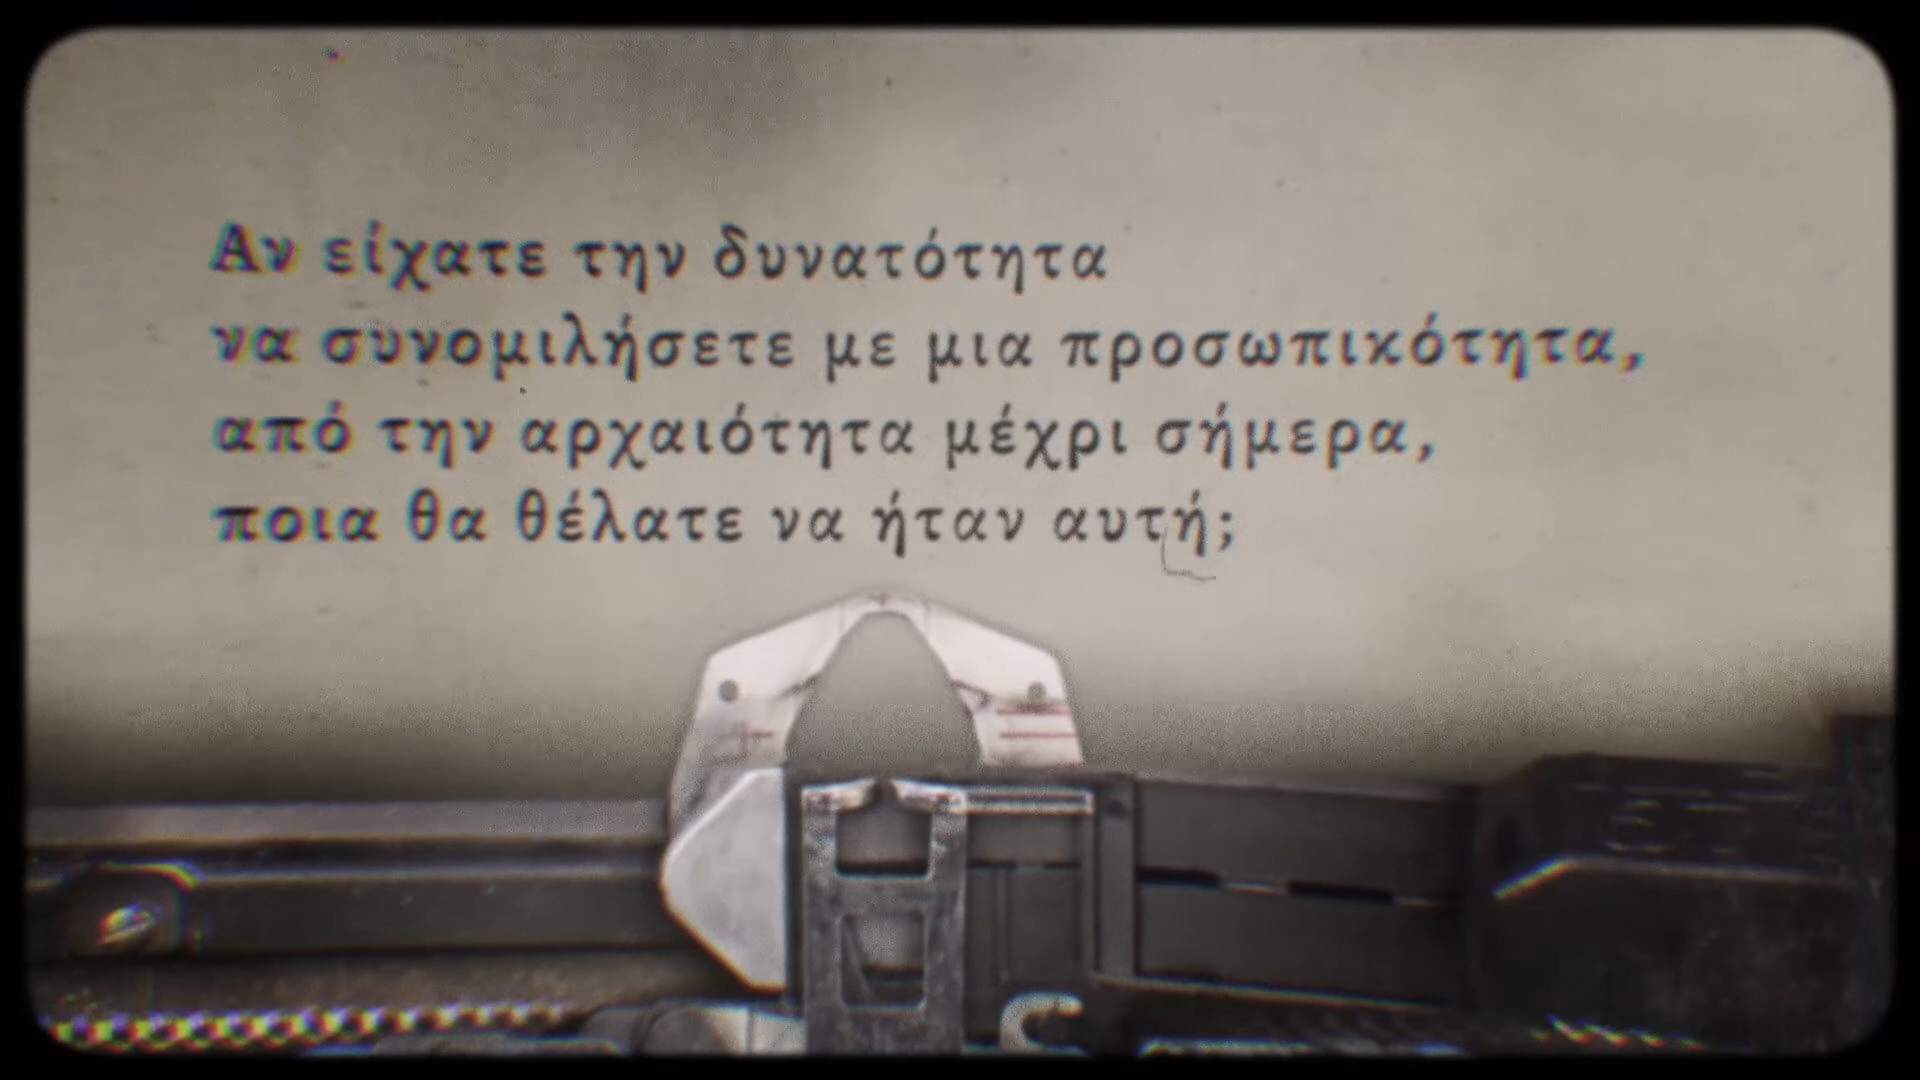 Αν είχατε την δυνατότητα
να συνομιλήσετε με μια προσωπικότητα,
από την αρχαιότητα μέχρι σήμερα,
ποια θα θέλατε να ήταν αυτή;